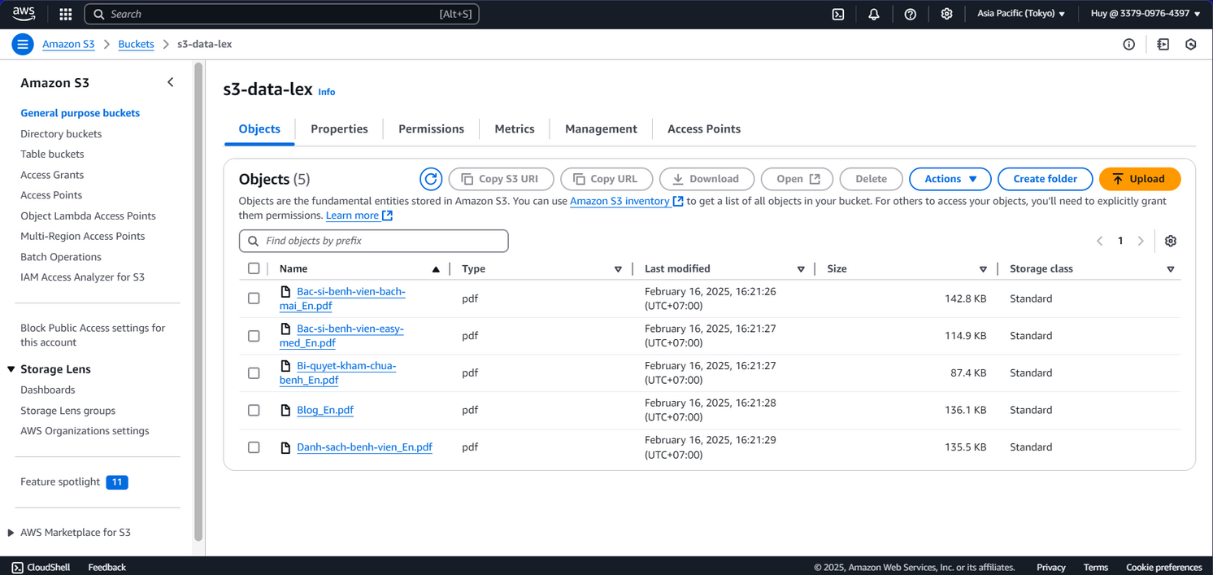 aws
Search [Alt+S]
Asia Pacific (Tokyo) ▼
Huy @ 3379-0976-4397 ▼
Amazon S3 > Buckets > s3-data-lex
Amazon S3
General purpose buckets
Directory buckets
Table buckets
Access Grants
Access Points
Object Lambda Access Points
Multi-Region Access Points
Batch Operations
IAM Access Analyzer for S3
Block Public Access settings for
this account
Storage Lens
Dashboards
Storage Lens groups
AWS Organizations settings
Feature spotlight 11
AWS Marketplace for S3
s3-data-lex Info
Objects Properties Permissions Metrics Management Access Points
Objects (5) Copy S3 URI Copy URL Download Open Delete Actions ▼ Create folder Upload
Objects are the fundamental entities stored in Amazon S3. You can use Amazon S3 inventory to get a list of all objects in your bucket. For others to access your objects, you'll need to explicitly grant
them permissions. Learn more
Find objects by prefix
< 1 >
Name Type Last modified Size Storage class
Bac-si-benh-vien-bach-
mai_En.pdf
pdf
February 16, 2025, 16:21:26
(UTC+07:00)
142.8 KB
Standard
Bac-si-benh-vien-easy-
med_En.pdf
pdf
February 16, 2025, 16:21:27
(UTC+07:00)
114.9 KB
Standard
Bi-quyet-kham-chua-
benh_En.pdf
pdf
February 16, 2025, 16:21:27
(UTC+07:00)
87.4 KB
Standard
Blog_En.pdf
pdf
February 16, 2025, 16:21:28
(UTC+07:00)
136.1 KB
Standard
Danh-sach-benh-vien_En.pdf
pdf
February 16, 2025, 16:21:29
(UTC+07:00)
135.5 KB
Standard
CloudShell Feedback
© 2025, Amazon Web Services, Inc. or its affiliates. Privacy Terms Cookie preferences